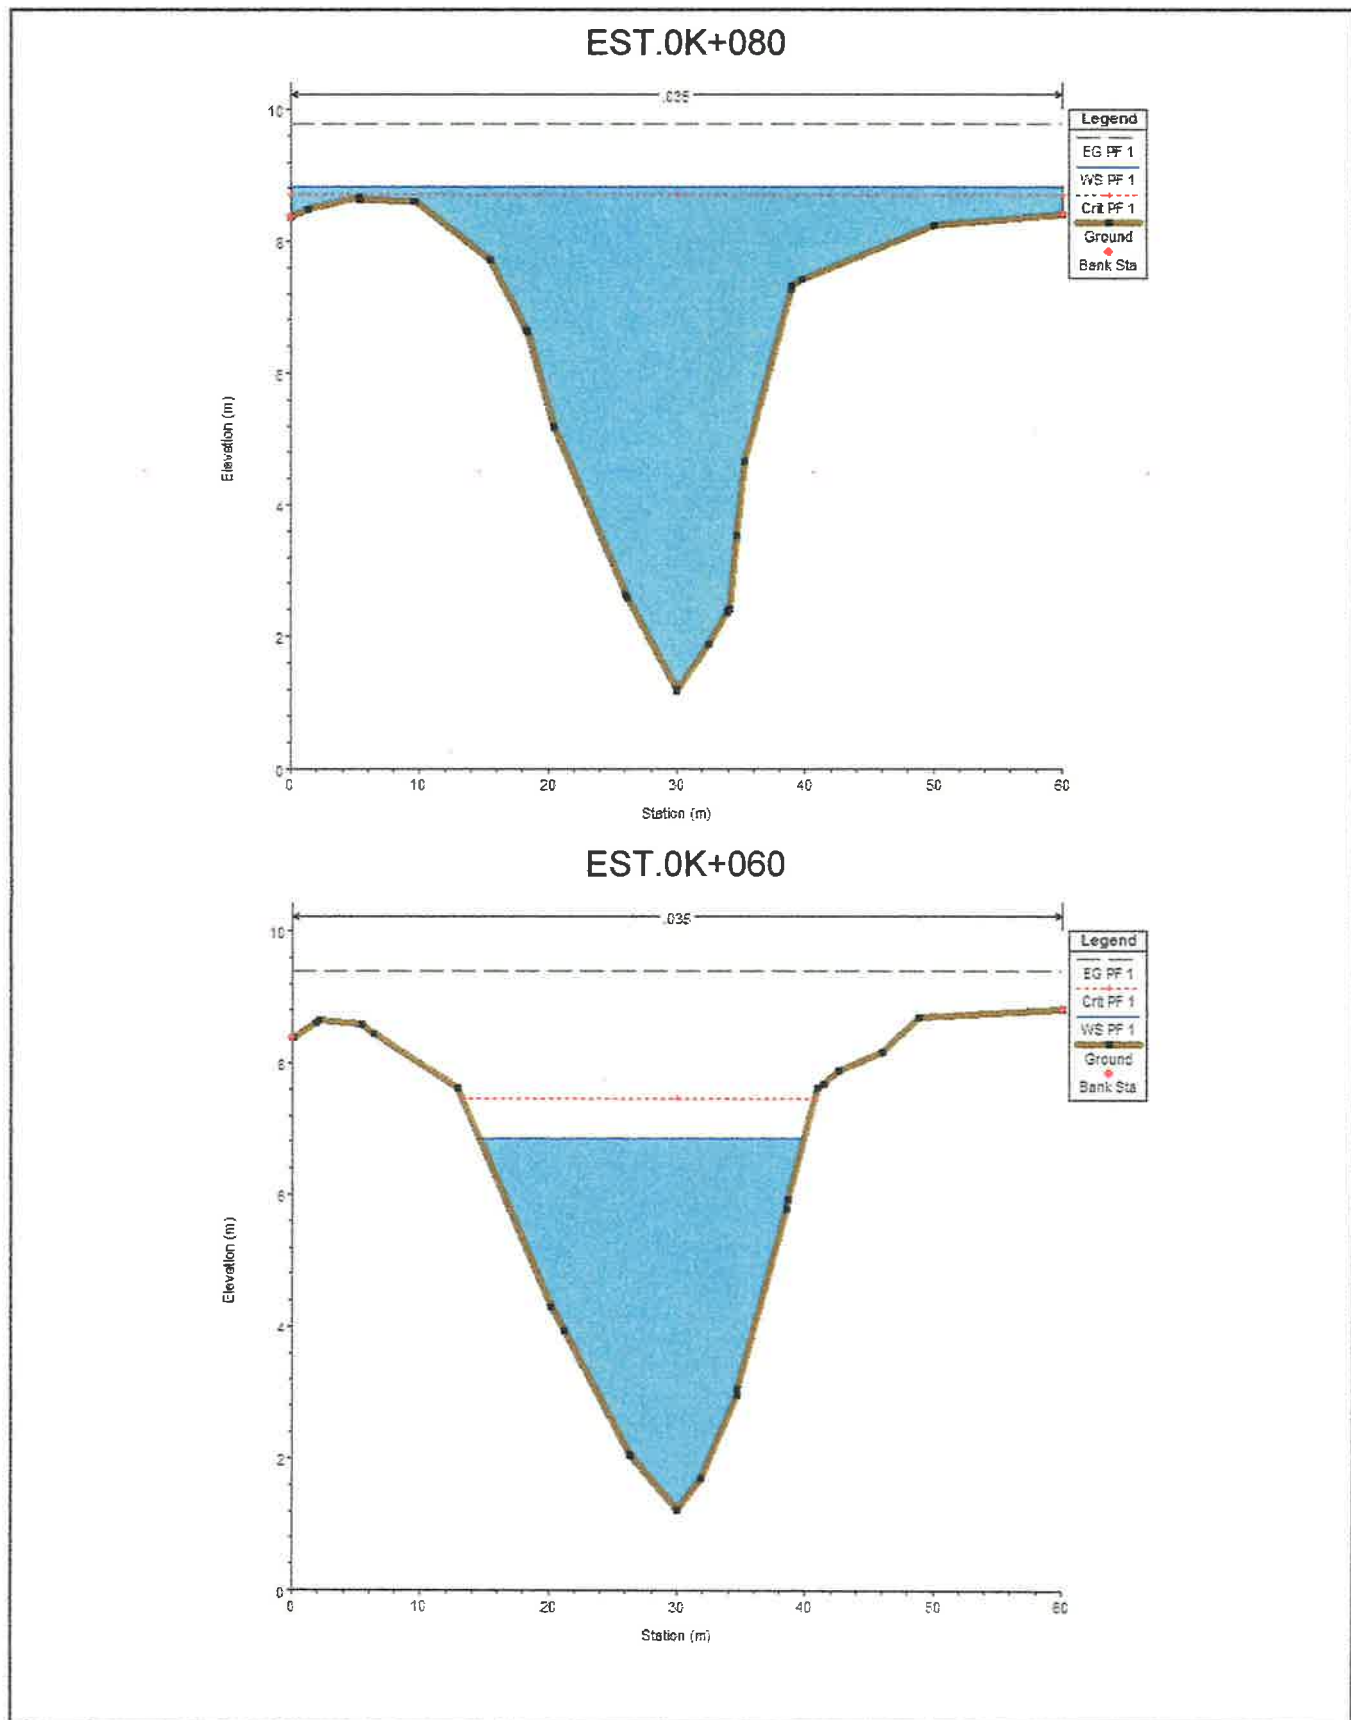 EST.0K+080
.035
10
8
6
4
2
0
0 10 20 30 40 50 60
Elevation (m)
Station (m)
Legend
EG PF 1
WS PF 1
Crit PF 1
Ground
Bank Sta
EST.0K+060
.035
10
8
6
4
2
0
0 10 20 30 40 50 60
Elevation (m)
Station (m)
Legend
EG PF 1
Crit PF 1
WS PF 1
Ground
Bank Sta